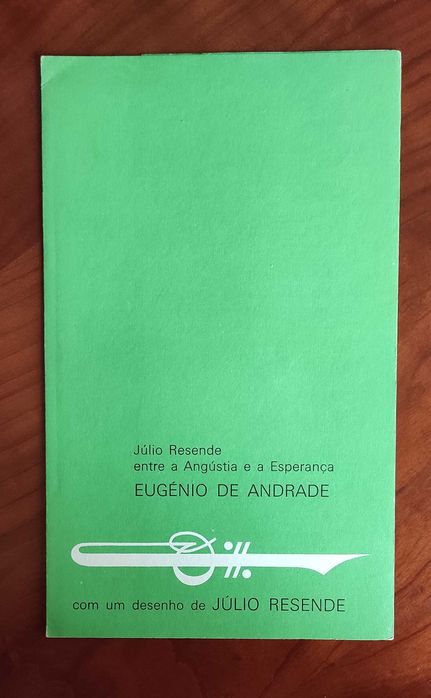 Júlio Resende
entre a Angústia e a Esperança
EUGÉNIO DE ANDRADE
com um desenho de JÚLIO RESENDE